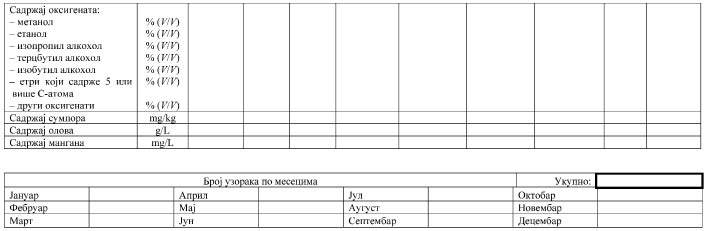 Садржај оксигената:
– метанол % (V/V)
– етанол % (V/V)
– изопропил алкохол % (V/V)
– терцбутил алкохол % (V/V)
– изобутил алкохол % (V/V)
– етри који садрже 5 или % (V/V)
више С-атома
– други оксигенати % (V/V)
Садржај сумпора mg/kg
Садржај олова g/L
Садржај мангана mg/L
Број узорака по месецима Укупно:
Јануар Април Јул Октобар
Фебруар Мај Аугуст Новембар
Март Јун Септембар Децембар